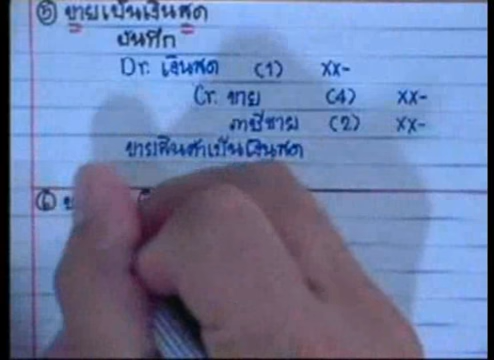 ⑤ ขายเป็นเงินสด
บันทึก
Dr. เงินสด (1) XX-
Cr. ขาย (4) XX-
ภาษีขาย (2) XX-
ขายสินค้าเป็นเงินสด
⑥